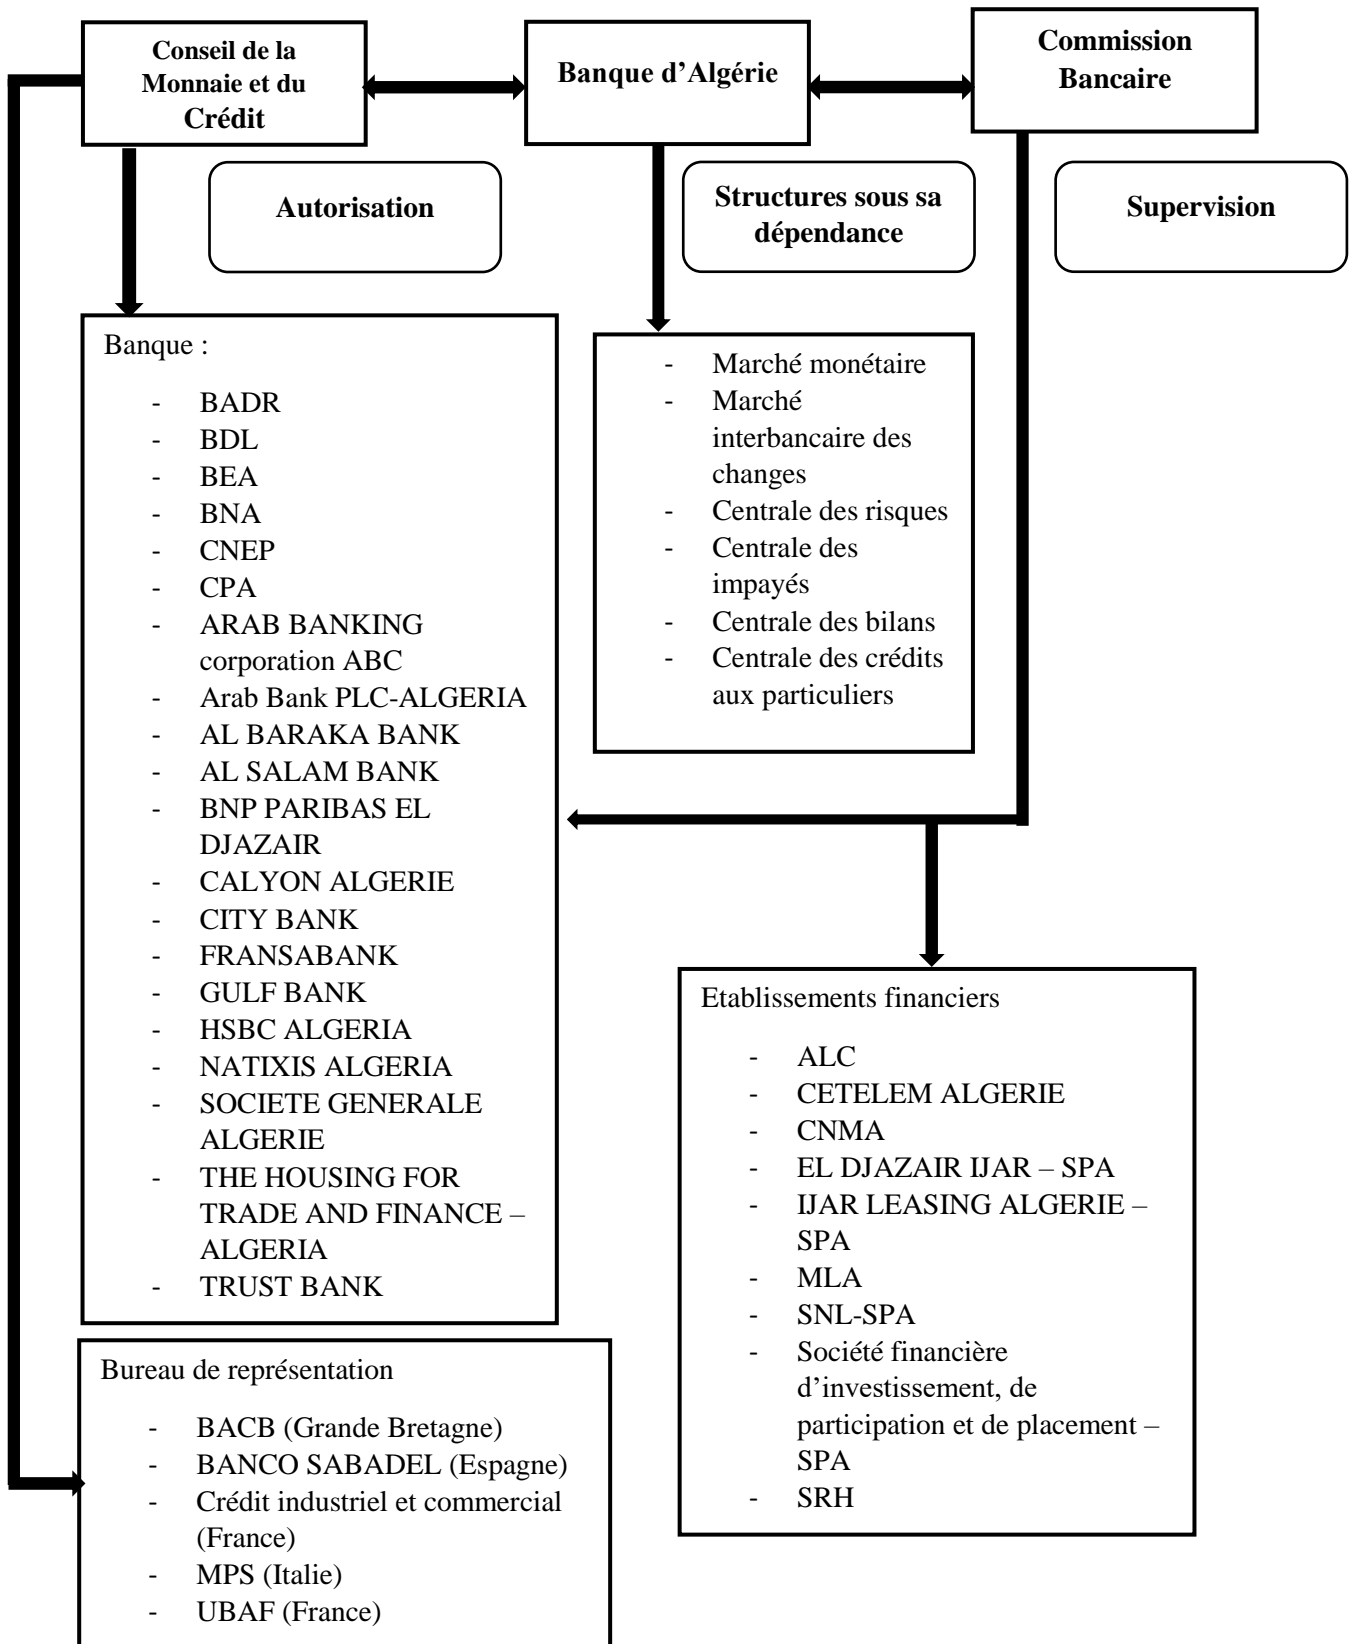 Conseil de la
Monnaie et du
Crédit
Banque d’Algérie
Commission
Bancaire
Autorisation
Structures sous sa
dépendance
Supervision
Banque :
- BADR
- BDL
- BEA
- BNA
- CNEP
- CPA
- ARAB BANKING
corporation ABC
- Arab Bank PLC-ALGERIA
- AL BARAKA BANK
- AL SALAM BANK
- BNP PARIBAS EL
DJAZAIR
- CALYON ALGERIE
- CITY BANK
- FRANSABANK
- GULF BANK
- HSBC ALGERIA
- NATIXIS ALGERIA
- SOCIETE GENERALE
ALGERIE
- THE HOUSING FOR
TRADE AND FINANCE –
ALGERIA
- TRUST BANK
- Marché monétaire
- Marché
interbancaire des
changes
- Centrale des risques
- Centrale des
impayés
- Centrale des bilans
- Centrale des crédits
aux particuliers
Etablissements financiers
- ALC
- CETELEM ALGERIE
- CNMA
- EL DJAZAIR IJAR – SPA
- IJAR LEASING ALGERIE –
SPA
- MLA
- SNL-SPA
- Société financière
d’investissement, de
participation et de placement –
SPA
- SRH
Bureau de représentation
- BACB (Grande Bretagne)
- BANCO SABADEL (Espagne)
- Crédit industriel et commercial
(France)
- MPS (Italie)
- UBAF (France)